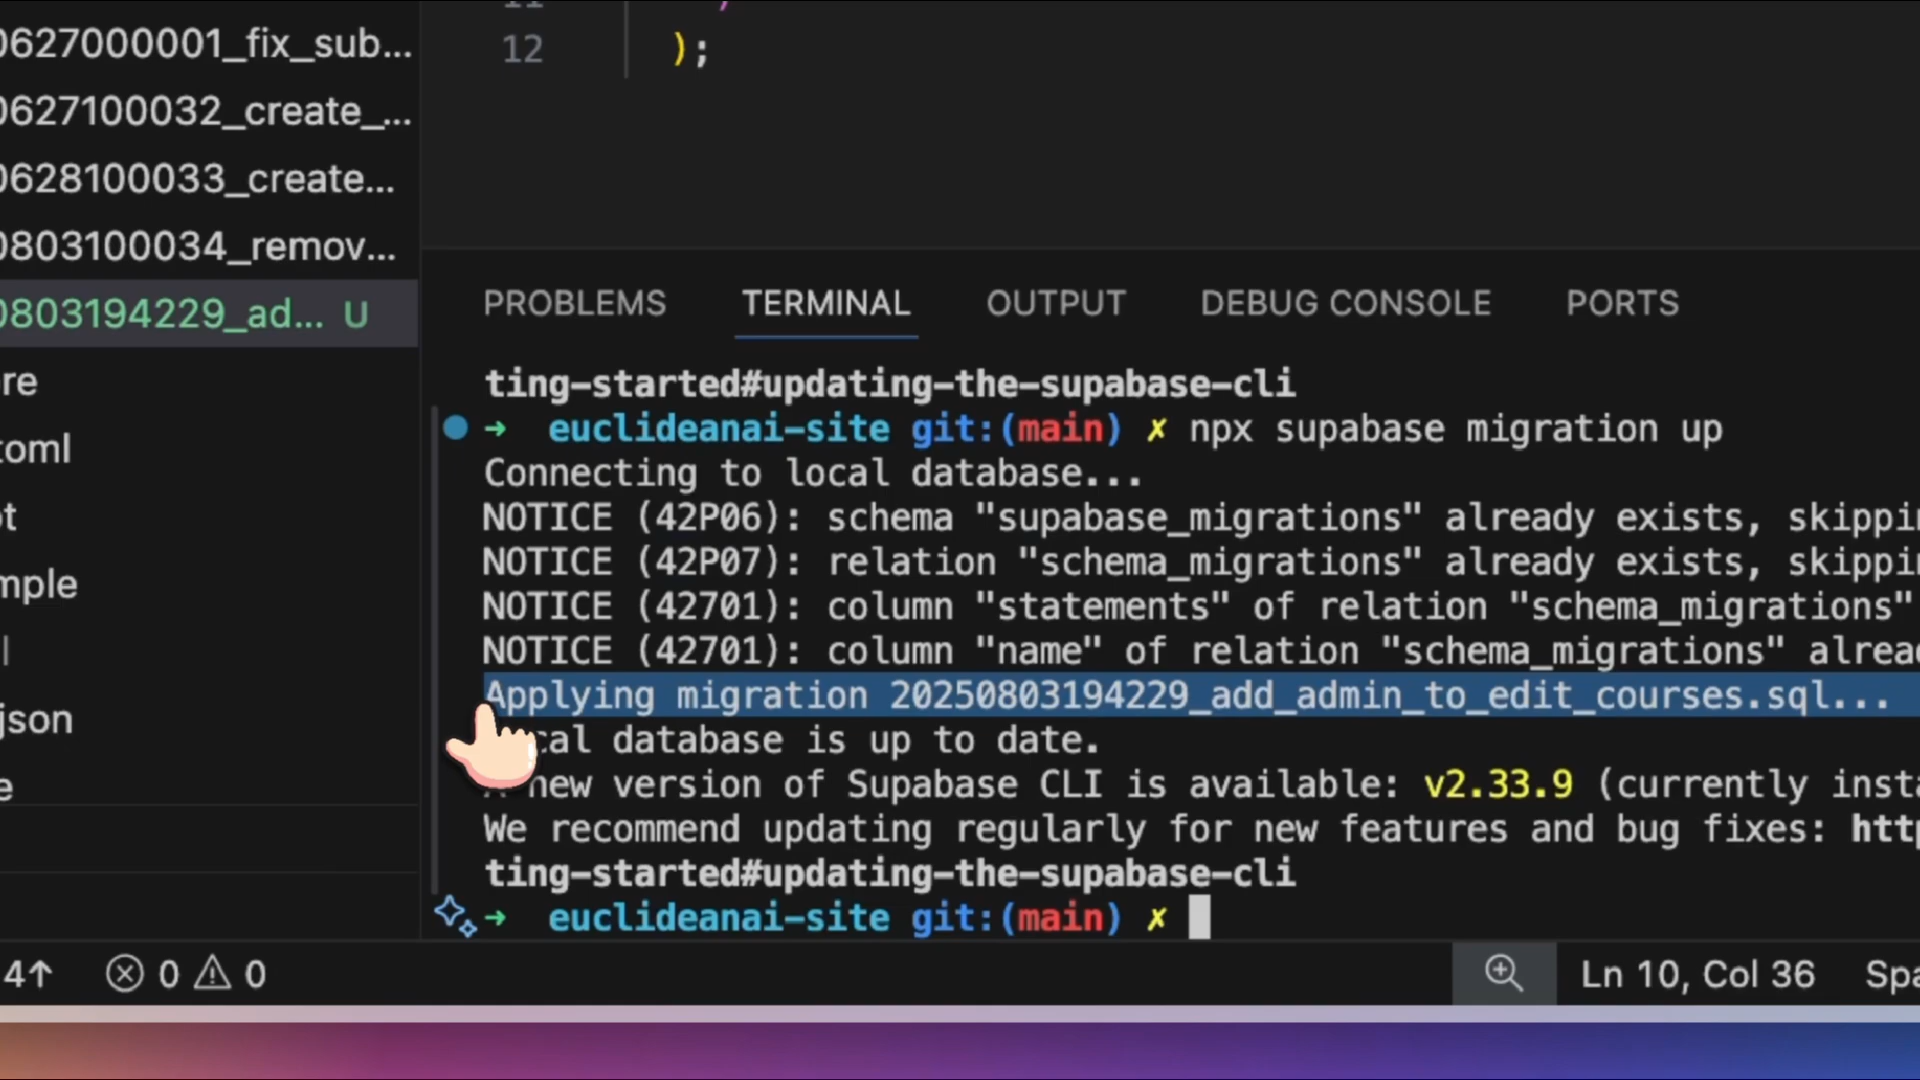 0627000001_fix_sub...
0627100032_create_...
0628100033_create...
0803100034_remov...
0803194229_ad... U
re
toml
t
mple
l
json
e
11
12 );
PROBLEMS TERMINAL OUTPUT DEBUG CONSOLE PORTS
ting-started#updating-the-supabase-cli
➜ euclideanai-site git:(main) ✗ npx supabase migration up
Connecting to local database...
NOTICE (42P06): schema "supabase_migrations" already exists, skippin
NOTICE (42P07): relation "schema_migrations" already exists, skippin
NOTICE (42701): column "statements" of relation "schema_migrations"
NOTICE (42701): column "name" of relation "schema_migrations" alrea
Applying migration 20250803194229_add_admin_to_edit_courses.sql...
cal database is up to date.
new version of Supabase CLI is available: v2.33.9 (currently insta
We recommend updating regularly for new features and bug fixes: http
ting-started#updating-the-supabase-cli
➜ euclideanai-site git:(main) ✗
4↑ 0 0 Ln 10, Col 36 Spa